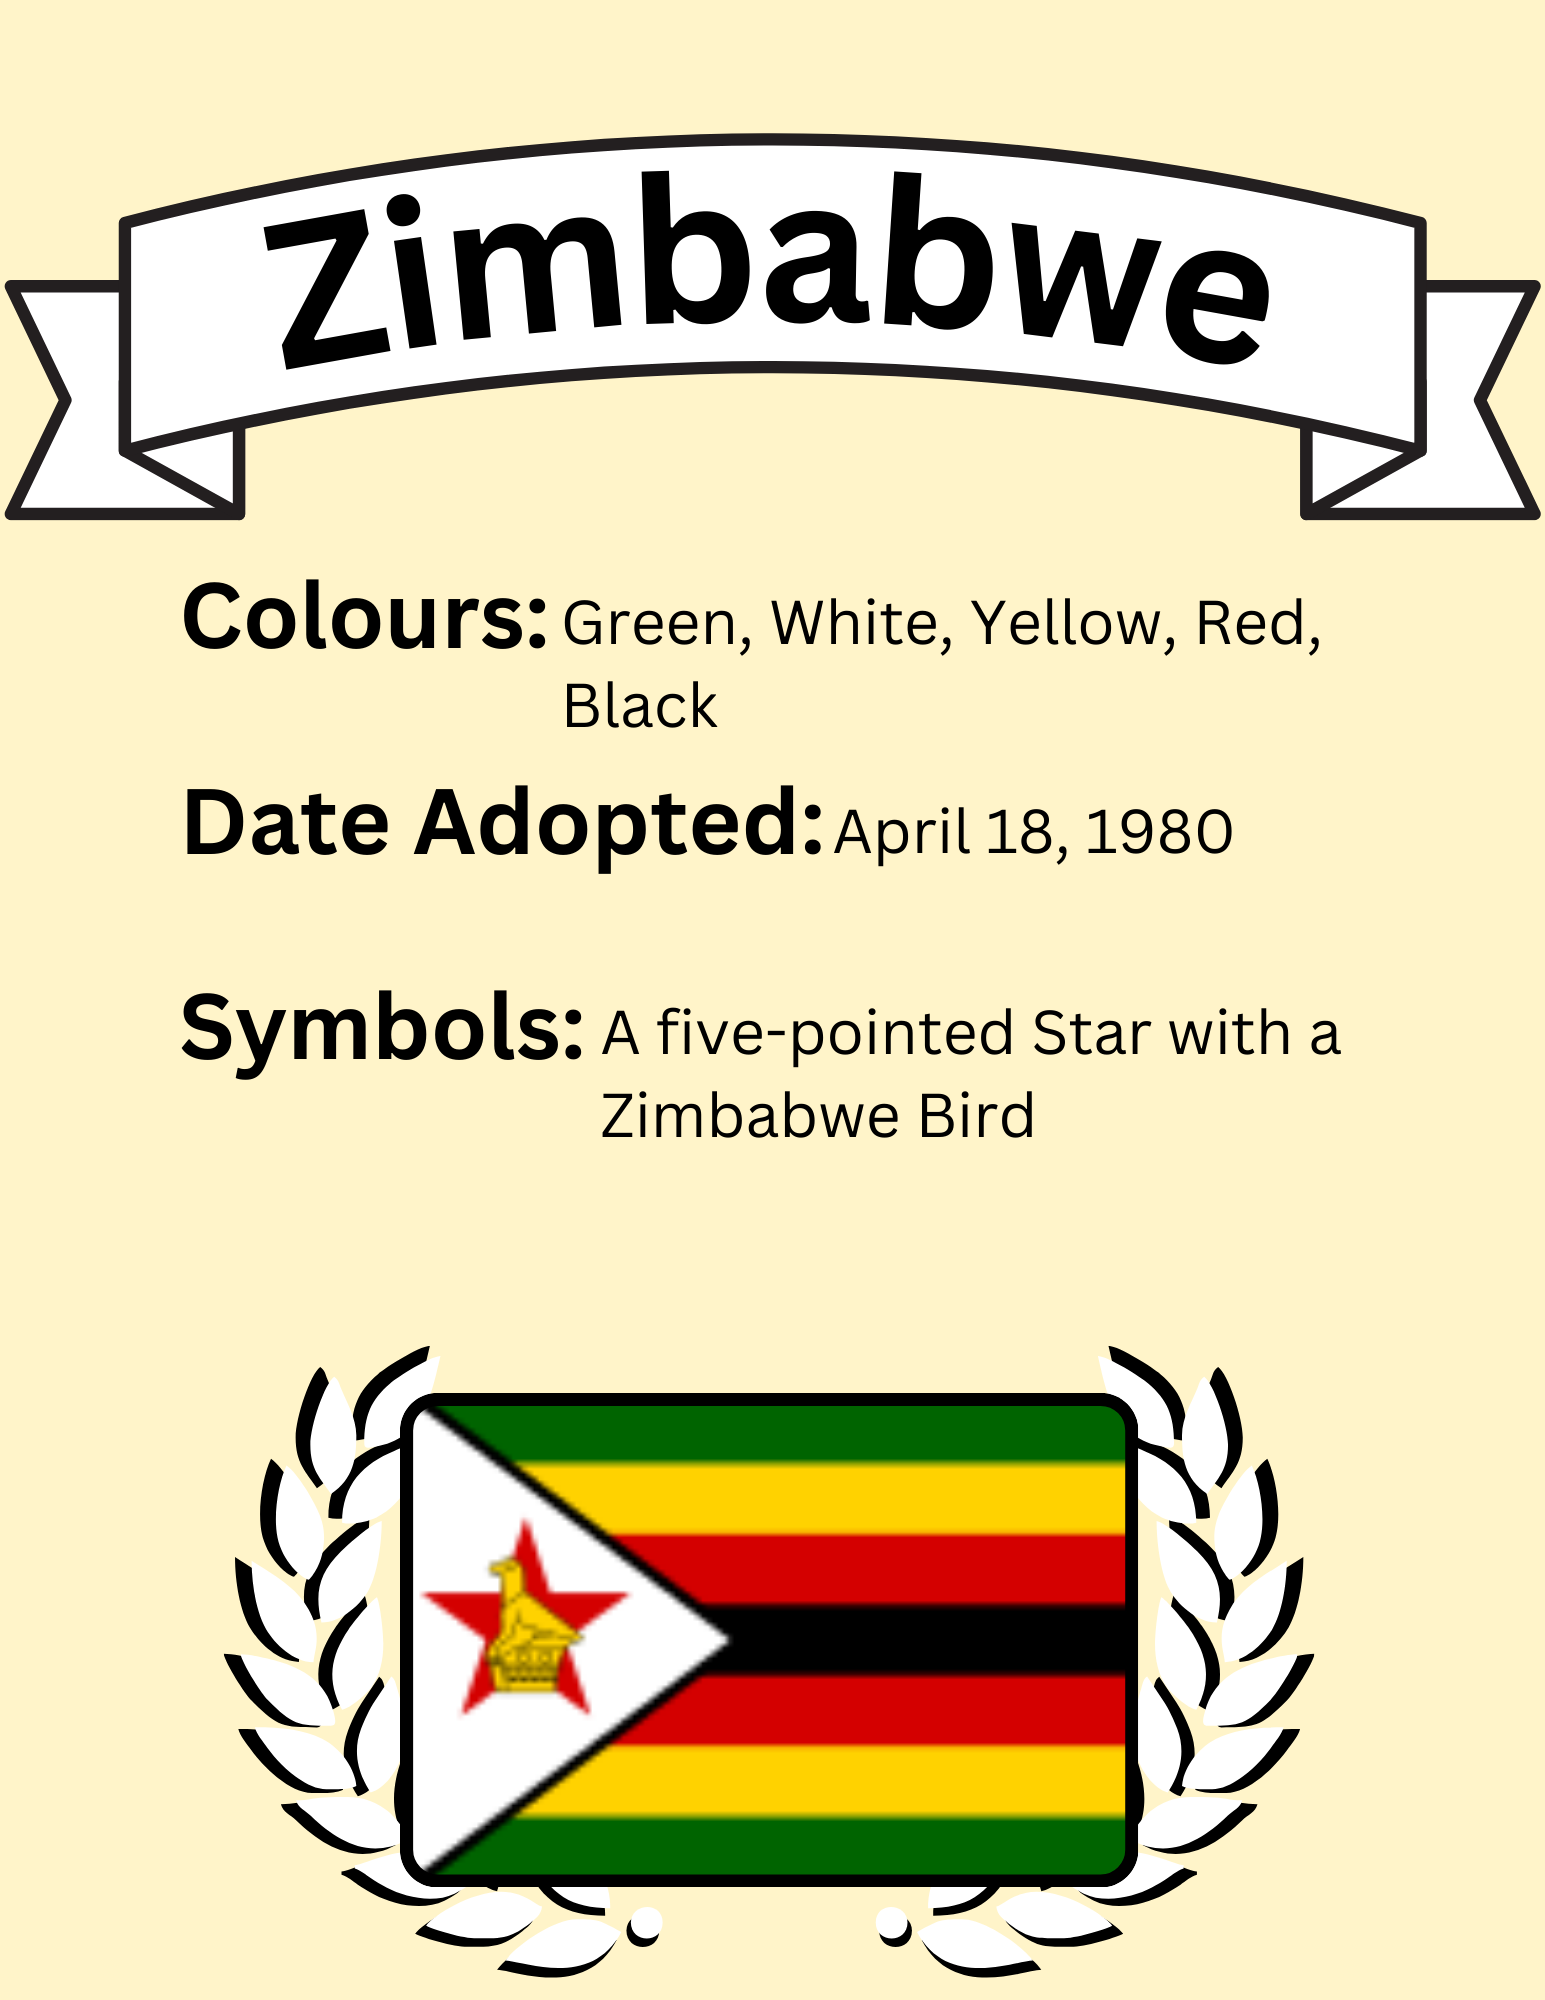 Zimbabwe
Colours: Green, White, Yellow, Red,
Black
Date Adopted: April 18, 1980
Symbols: A five-pointed Star with a
Zimbabwe Bird